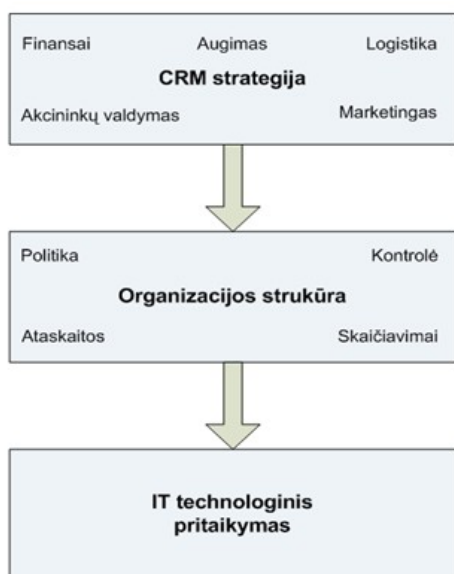 Finansai Augimas Logistika
CRM strategija
Akcininkų valdymas Marketingas
Politika Kontrolė
Organizacijos strukūra
Ataskaitos Skaičiavimai
IT technologinis
pritaikymas